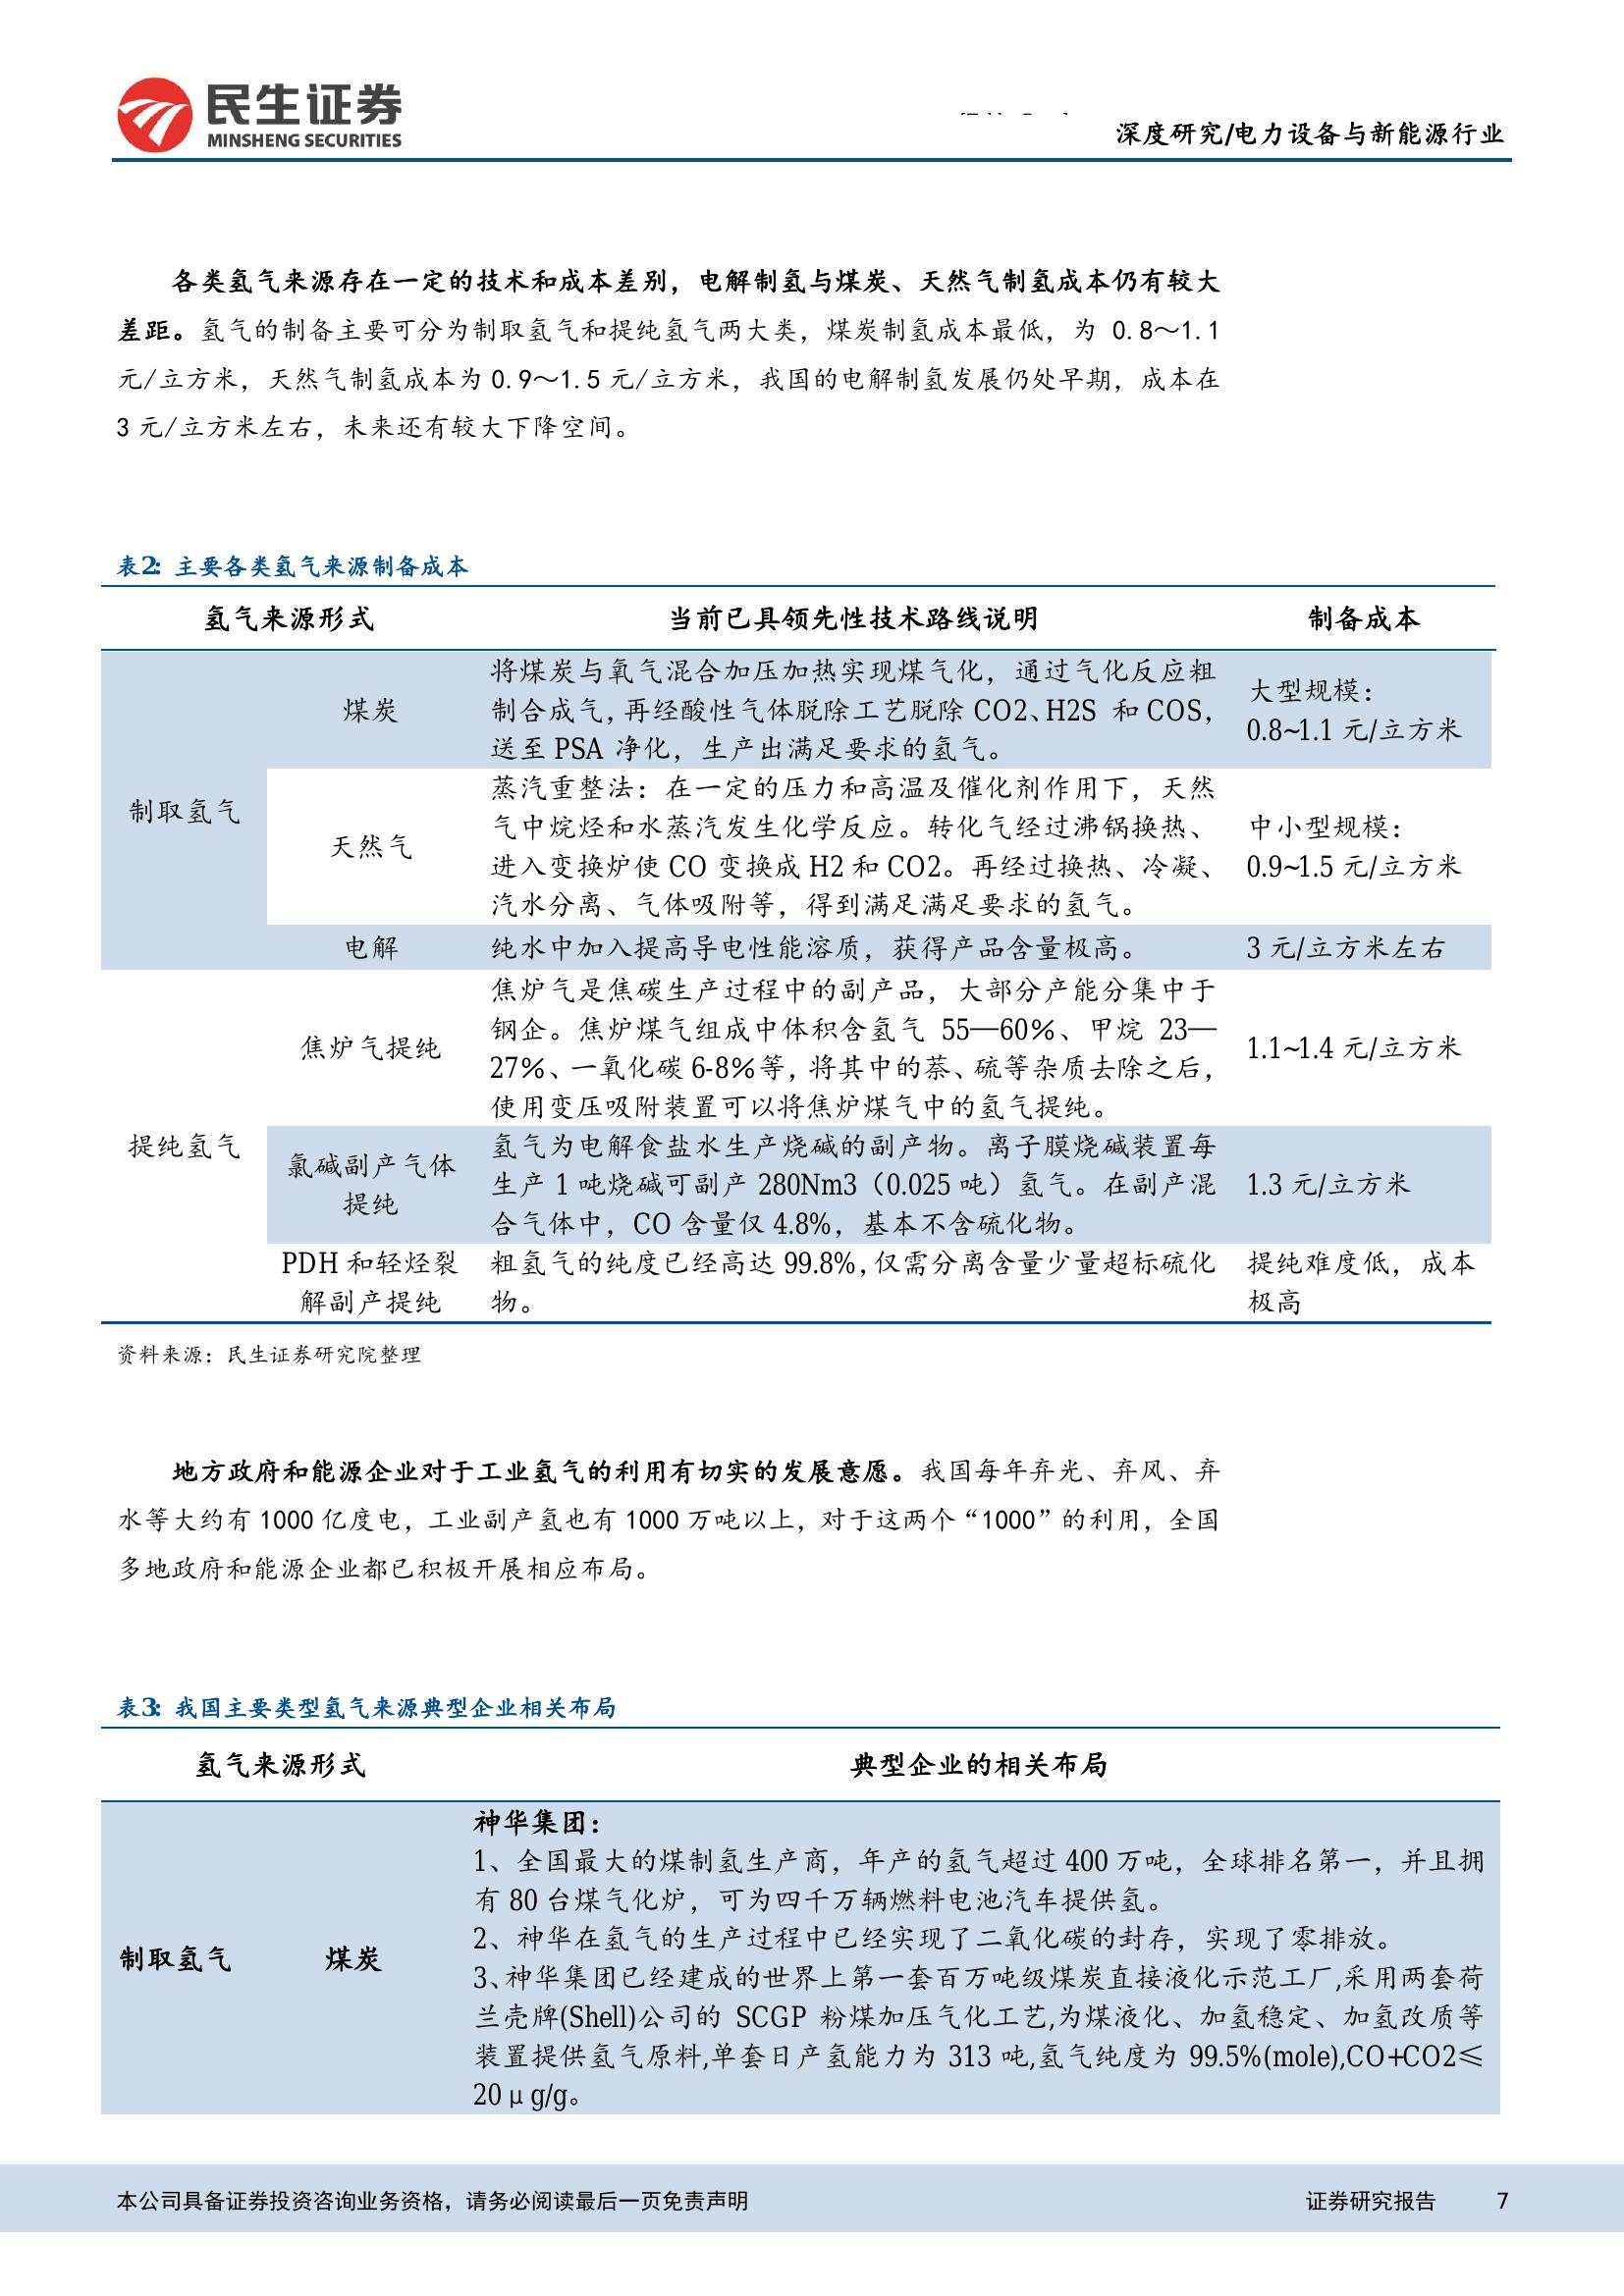 民生证券
MINSHENG SECURITIES
深度研究/电力设备与新能源行业
各类氢气来源存在一定的技术和成本差别，电解制氢与煤炭、天然气制氢成本仍有较大
差距。氢气的制备主要可分为制取氢气和提纯氢气两大类，煤炭制氢成本最低，为 0.8～1.1
元/立方米，天然气制氢成本为 0.9～1.5 元/立方米，我国的电解制氢发展仍处早期，成本在
3 元/立方米左右，未来还有较大下降空间。
表2：主要各类氢气来源制备成本
氢气来源形式 当前已具领先性技术路线说明 制备成本
制取氢气
煤炭
将煤炭与氧气混合加压加热实现煤气化，通过气化反应粗
制合成气，再经酸性气体脱除工艺脱除 CO2、H2S 和 COS，
送至 PSA 净化，生产出满足要求的氢气。
大型规模：
0.8~1.1 元/立方米
天然气
蒸汽重整法：在一定的压力和高温及催化剂作用下，天然
气中烷烃和水蒸汽发生化学反应。转化气经过沸锅换热、
进入变换炉使 CO 变换成 H2 和 CO2。再经过换热、冷凝、
汽水分离、气体吸附等，得到满足满足要求的氢气。
中小型规模：
0.9~1.5 元/立方米
电解 纯水中加入提高导电性能溶质，获得产品含量极高。 3 元/立方米左右
提纯氢气
焦炉气提纯
焦炉气是焦碳生产过程中的副产品，大部分产能分集中于
钢企。焦炉煤气组成中体积含氢气 55—60%、甲烷 23—
27%、一氧化碳 6-8%等，将其中的萘、硫等杂质去除之后，
使用变压吸附装置可以将焦炉煤气中的氢气提纯。
1.1~1.4 元/立方米
氯碱副产气体
提纯
氢气为电解食盐水生产烧碱的副产物。离子膜烧碱装置每
生产 1 吨烧碱可副产 280Nm3（0.025 吨）氢气。在副产混
合气体中，CO 含量仅 4.8%，基本不含硫化物。
1.3 元/立方米
PDH 和轻烃裂
解副产提纯
粗氢气的纯度已经高达 99.8%，仅需分离含量少量超标硫化
物。
提纯难度低，成本
极高
资料来源：民生证券研究院整理
地方政府和能源企业对于工业氢气的利用有切实的发展意愿。我国每年弃光、弃风、弃
水等大约有 1000 亿度电，工业副产氢也有 1000 万吨以上，对于这两个“1000”的利用，全国
多地政府和能源企业都已积极开展相应布局。
表3：我国主要类型氢气来源典型企业相关布局
氢气来源形式 典型企业的相关布局
制取氢气 煤炭
神华集团：
1、全国最大的煤制氢生产商，年产的氢气超过 400 万吨，全球排名第一，并且拥
有 80 台煤气化炉，可为四千万辆燃料电池汽车提供氢。
2、神华在氢气的生产过程中已经实现了二氧化碳的封存，实现了零排放。
3、神华集团已经建成的世界上第一套百万吨级煤炭直接液化示范工厂,采用两套荷
兰壳牌(Shell)公司的 SCGP 粉煤加压气化工艺,为煤液化、加氢稳定、加氢改质等
装置提供氢气原料,单套日产氢能力为 313 吨,氢气纯度为 99.5%(mole),CO+CO2≤
20 μ g/g。
本公司具备证券投资咨询业务资格，请务必阅读最后一页免责声明 证券研究报告 7